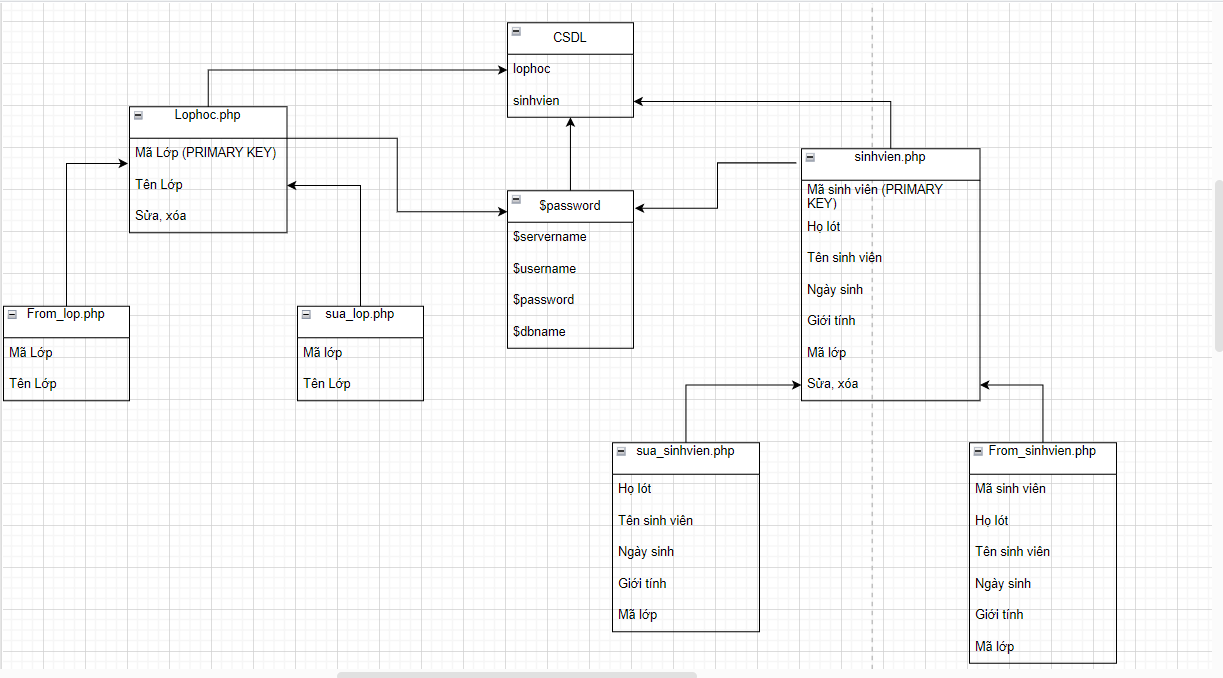 CSDL
lophoc
sinhvien
Lophoc.php
Mã Lớp (PRIMARY KEY)
Tên Lớp
Sửa, xóa
$password
$servername
$username
$password
$dbname
sinhvien.php
Mã sinh viên (PRIMARY
KEY)
Họ lót
Tên sinh viên
Ngày sinh
Giới tính
Mã lớp
Sửa, xóa
From_lop.php
Mã Lớp
Tên Lớp
sua_lop.php
Mã lớp
Tên Lớp
sua_sinhvien.php
Họ lót
Tên sinh viên
Ngày sinh
Giới tính
Mã lớp
From_sinhvien.php
Mã sinh viên
Họ lót
Tên sinh viên
Ngày sinh
Giới tính
Mã lớp